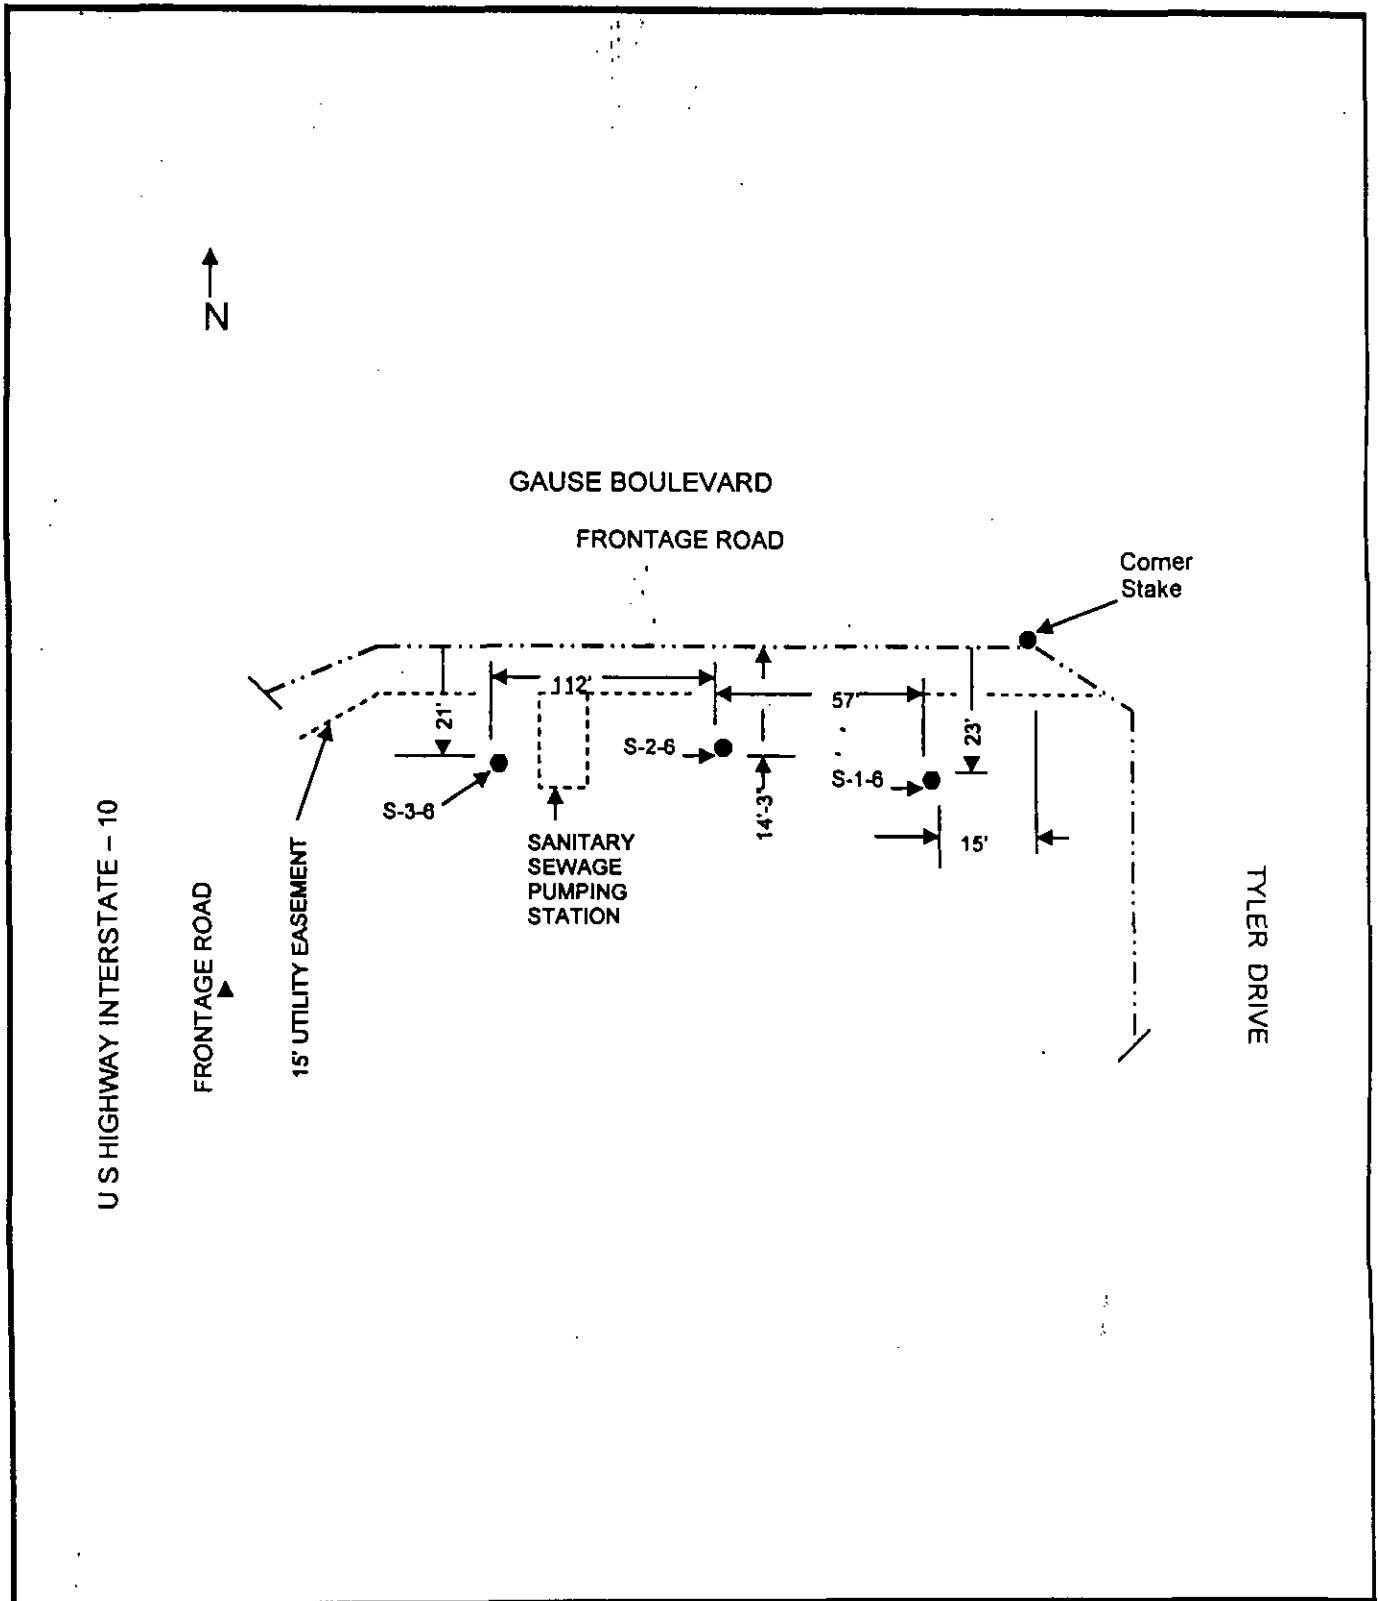 N
GAUSE BOULEVARD
FRONTAGE ROAD
Corner
Stake
112'
57'
21'
23'
S-2-6
S-1-6
S-3-6
14'-3"
15'
SANITARY
SEWAGE
PUMPING
STATION
15' UTILITY EASEMENT
FRONTAGE ROAD
U S HIGHWAY INTERSTATE – 10
TYLER DRIVE